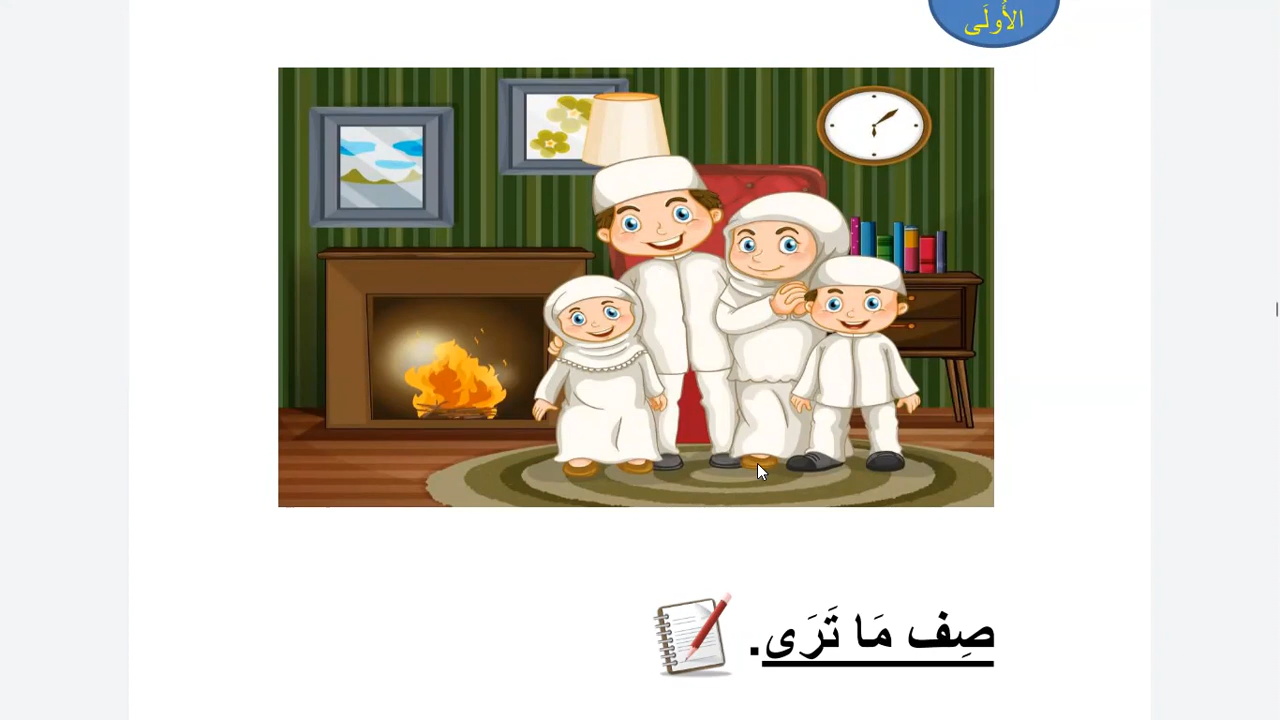 الأُولَى
صِف مَا تَرَى.